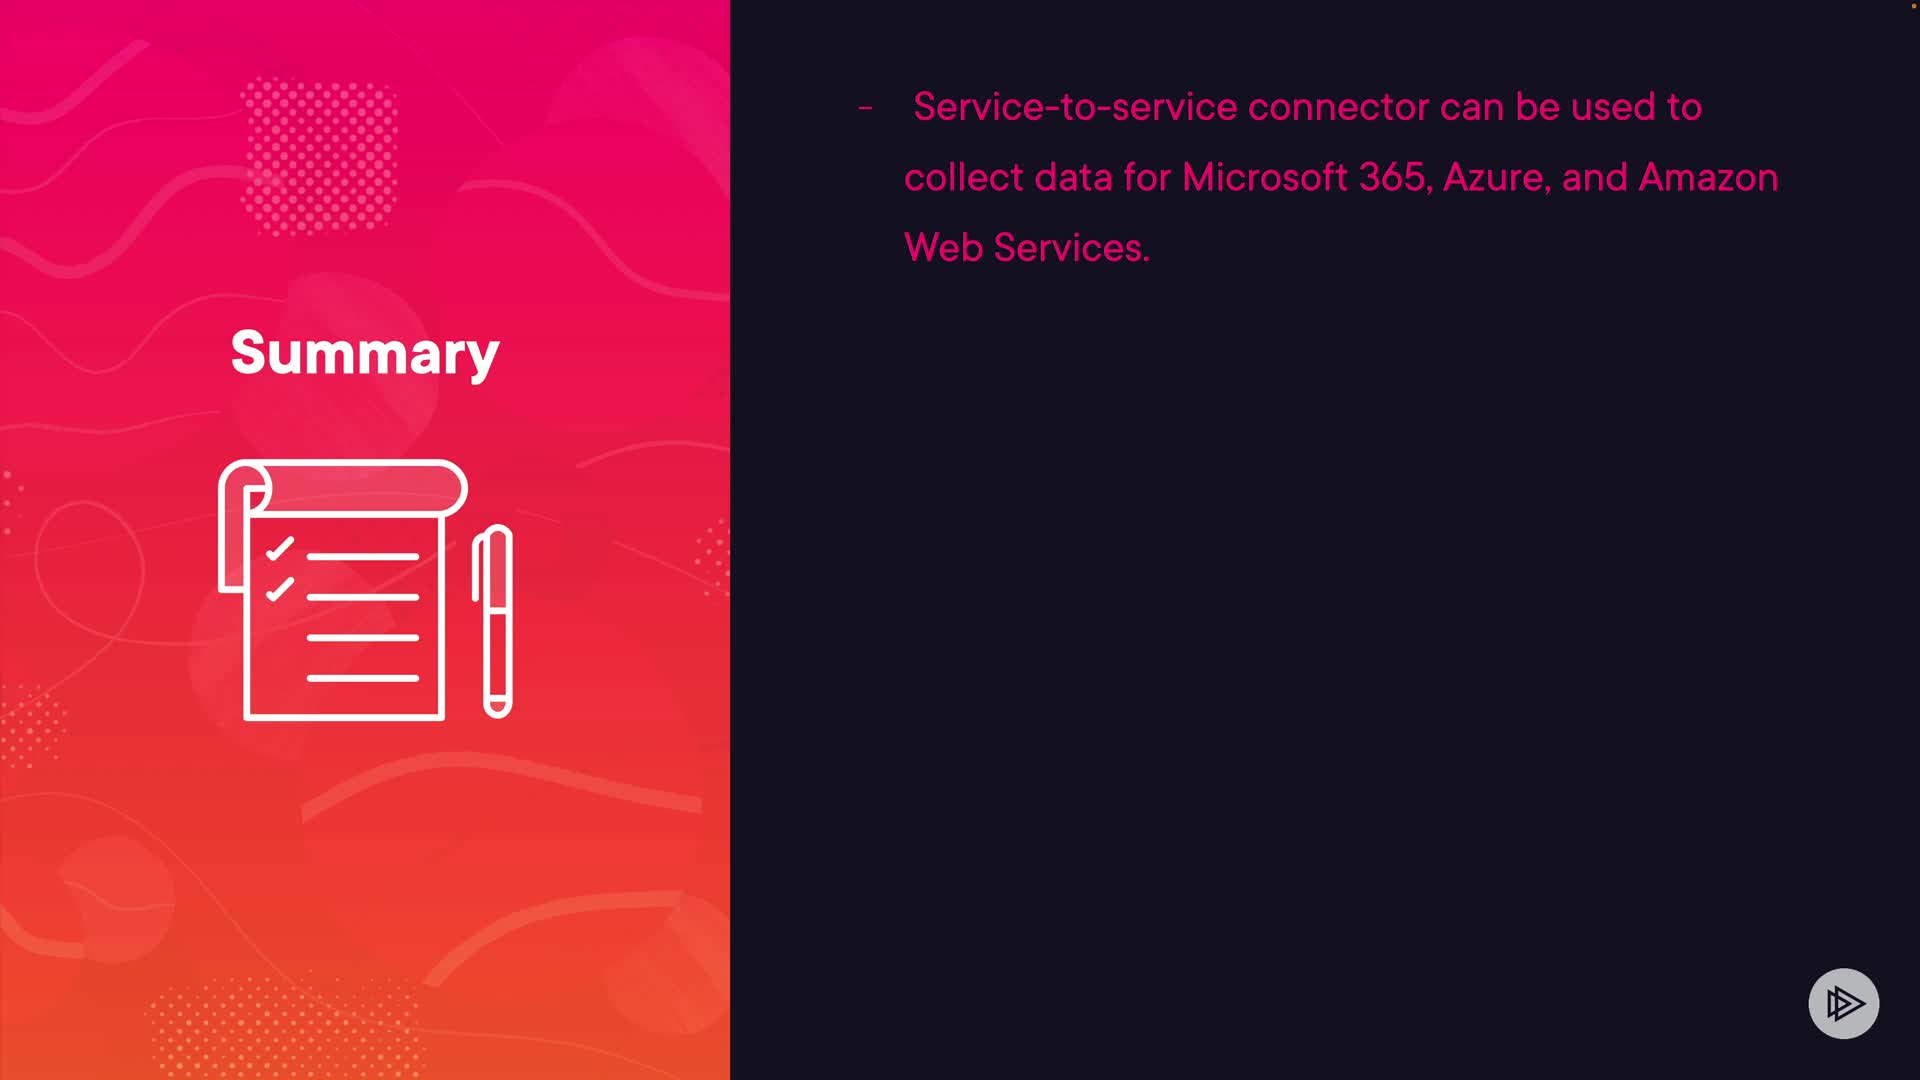 Summary
- Service-to-service connector can be used to
collect data for Microsoft 365, Azure, and Amazon
Web Services.